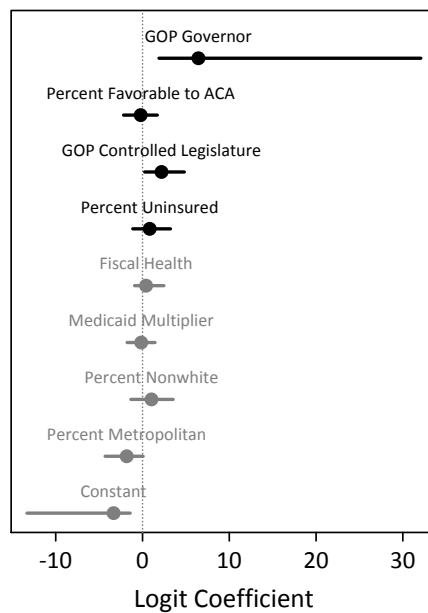 GOP Governor
Percent Favorable to ACA
GOP Controlled Legislature
Percent Uninsured
Fiscal Health
Medicaid Multiplier
Percent Nonwhite
Percent Metropolitan
Constant
-10 0 10 20 30
Logit Coefficient